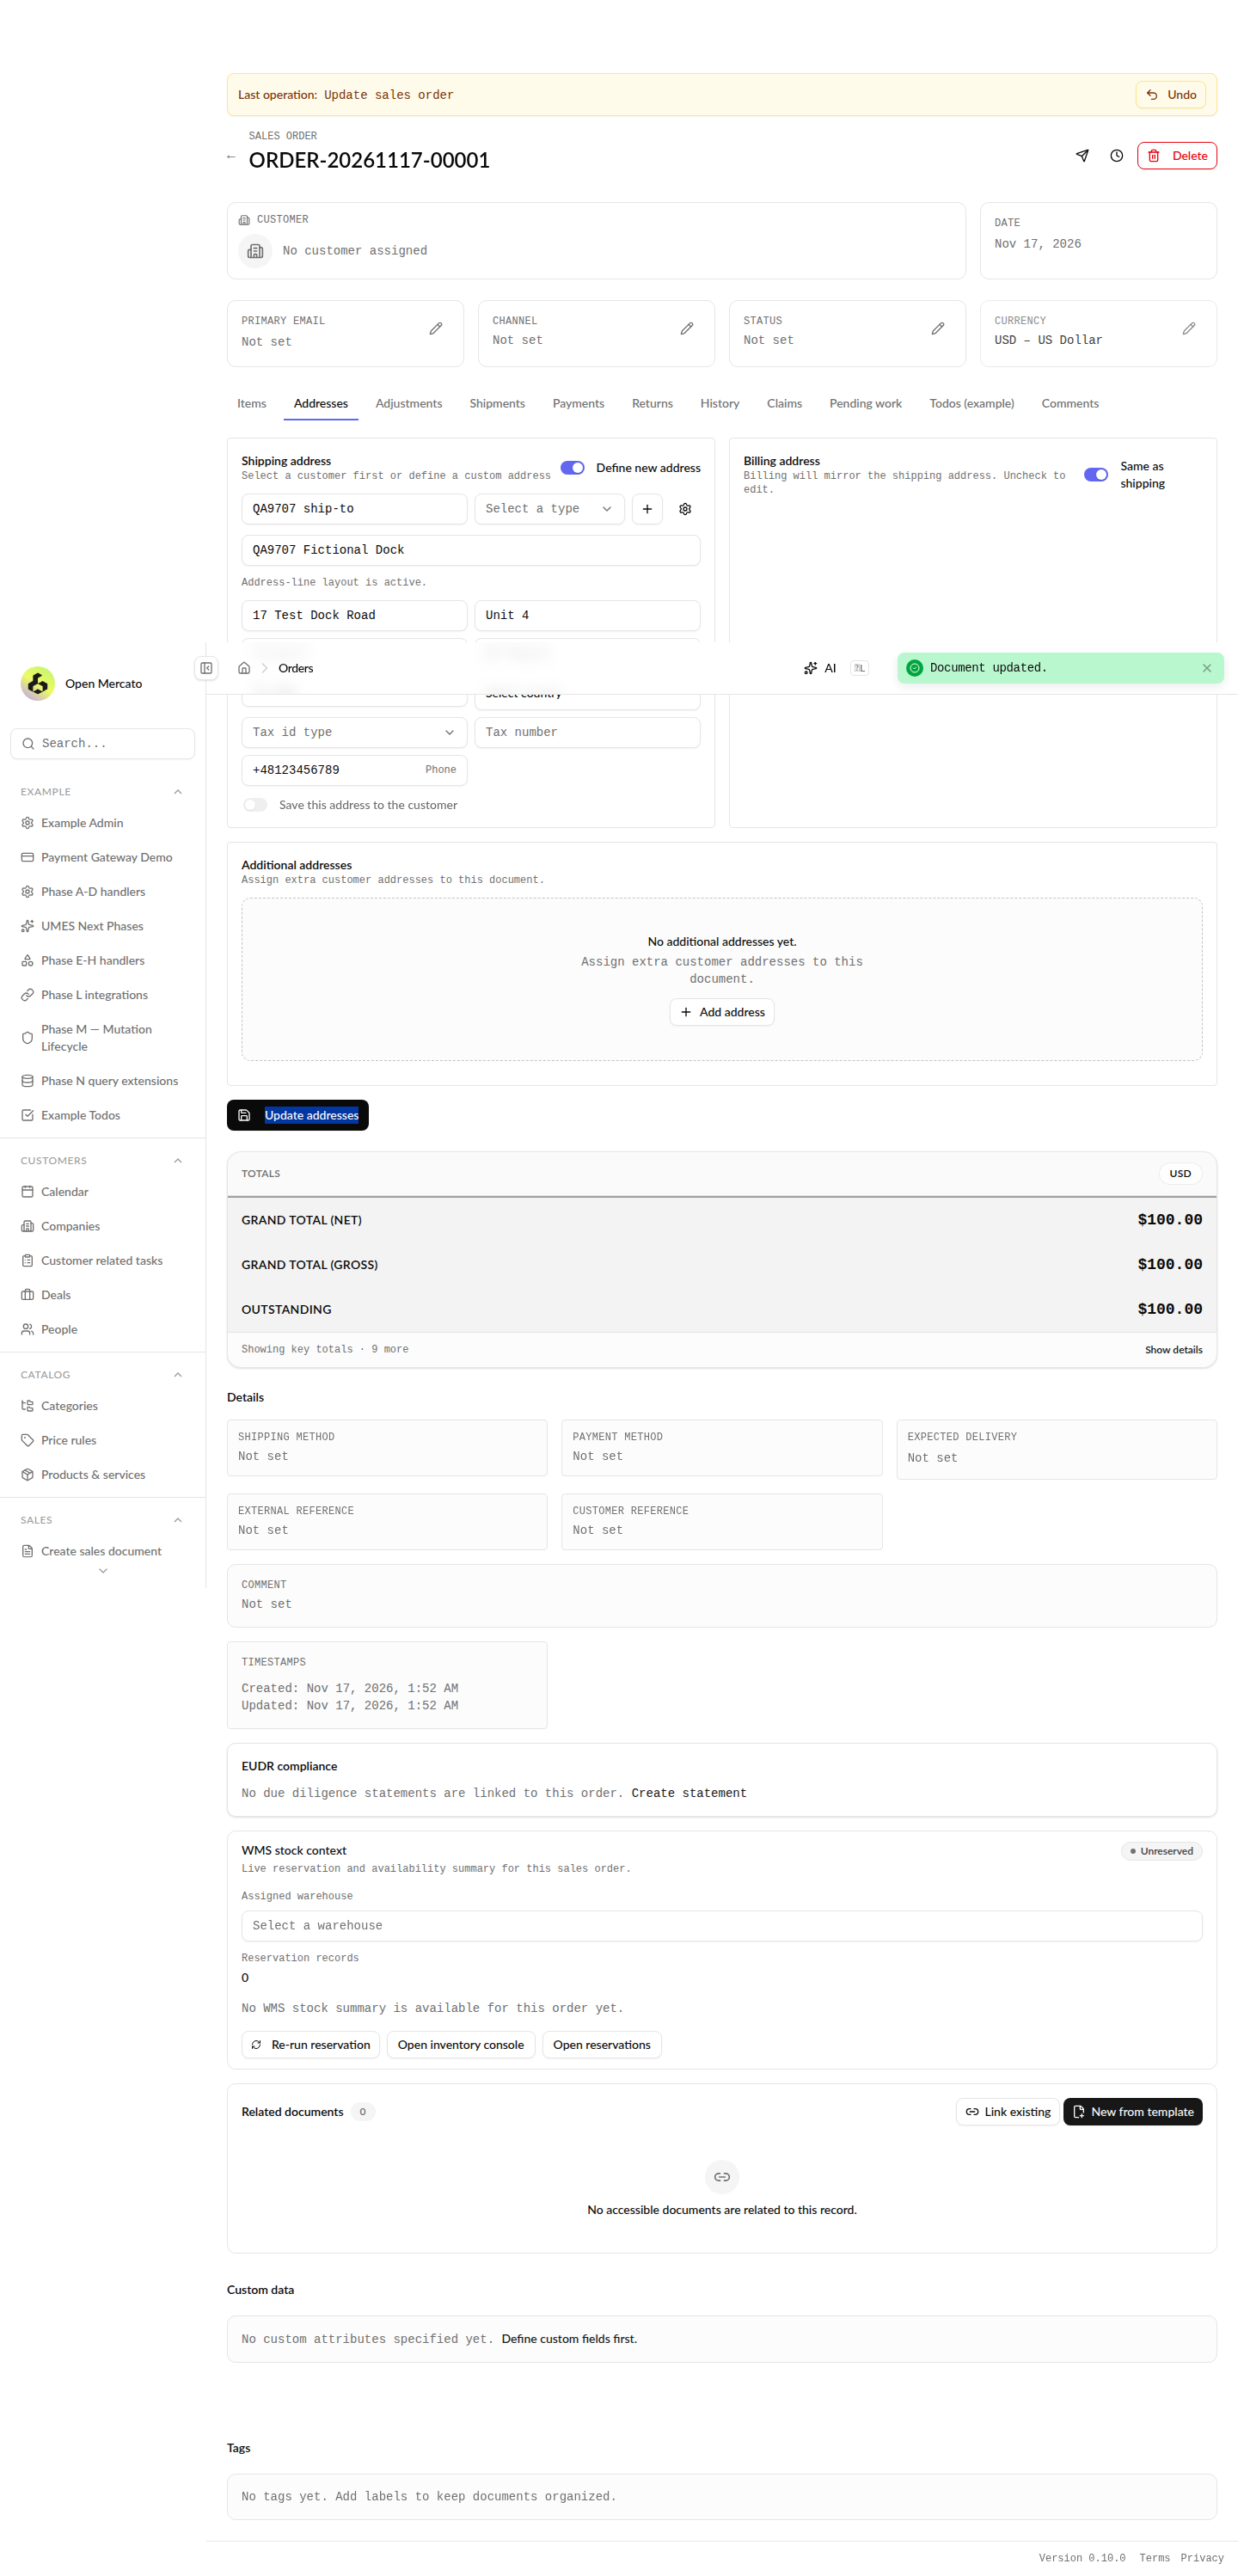 Last operation: Update sales order
Undo
SALES ORDER
← ORDER-20261117-00001
Delete
CUSTOMER
No customer assigned
DATE
Nov 17, 2026
PRIMARY EMAIL
Not set
CHANNEL
Not set
STATUS
Not set
CURRENCY
USD – US Dollar
Items Addresses Adjustments Shipments Payments Returns History Claims Pending work Todos (example) Comments
Shipping address
Select a customer first or define a custom address
Define new address
QA9707 ship-to
Select a type
QA9707 Fictional Dock
Address-line layout is active.
17 Test Dock Road
Unit 4
Billing address
Billing will mirror the shipping address. Uncheck to
edit.
Same as
shipping
Open Mercato
Orders
AI
Document updated.
Select country
Tax id type
Tax number
+48123456789
Phone
Save this address to the customer
Search...
EXAMPLE
Example Admin
Payment Gateway Demo
Phase A-D handlers
UMES Next Phases
Phase E-H handlers
Phase L integrations
Phase M — Mutation
Lifecycle
Phase N query extensions
Example Todos
CUSTOMERS
Calendar
Companies
Customer related tasks
Deals
People
CATALOG
Categories
Price rules
Products & services
SALES
Create sales document
Additional addresses
Assign extra customer addresses to this document.
No additional addresses yet.
Assign extra customer addresses to this
document.
Add address
Update addresses
TOTALS
USD
GRAND TOTAL (NET)
$100.00
GRAND TOTAL (GROSS)
$100.00
OUTSTANDING
$100.00
Showing key totals · 9 more
Show details
Details
SHIPPING METHOD
Not set
PAYMENT METHOD
Not set
EXPECTED DELIVERY
Not set
EXTERNAL REFERENCE
Not set
CUSTOMER REFERENCE
Not set
COMMENT
Not set
TIMESTAMPS
Created: Nov 17, 2026, 1:52 AM
Updated: Nov 17, 2026, 1:52 AM
EUDR compliance
No due diligence statements are linked to this order. Create statement
WMS stock context
Unreserved
Live reservation and availability summary for this sales order.
Assigned warehouse
Select a warehouse
Reservation records
0
No WMS stock summary is available for this order yet.
Re-run reservation
Open inventory console
Open reservations
Related documents 0
Link existing
New from template
No accessible documents are related to this record.
Custom data
No custom attributes specified yet. Define custom fields first.
Tags
No tags yet. Add labels to keep documents organized.
Version 0.10.0 Terms Privacy